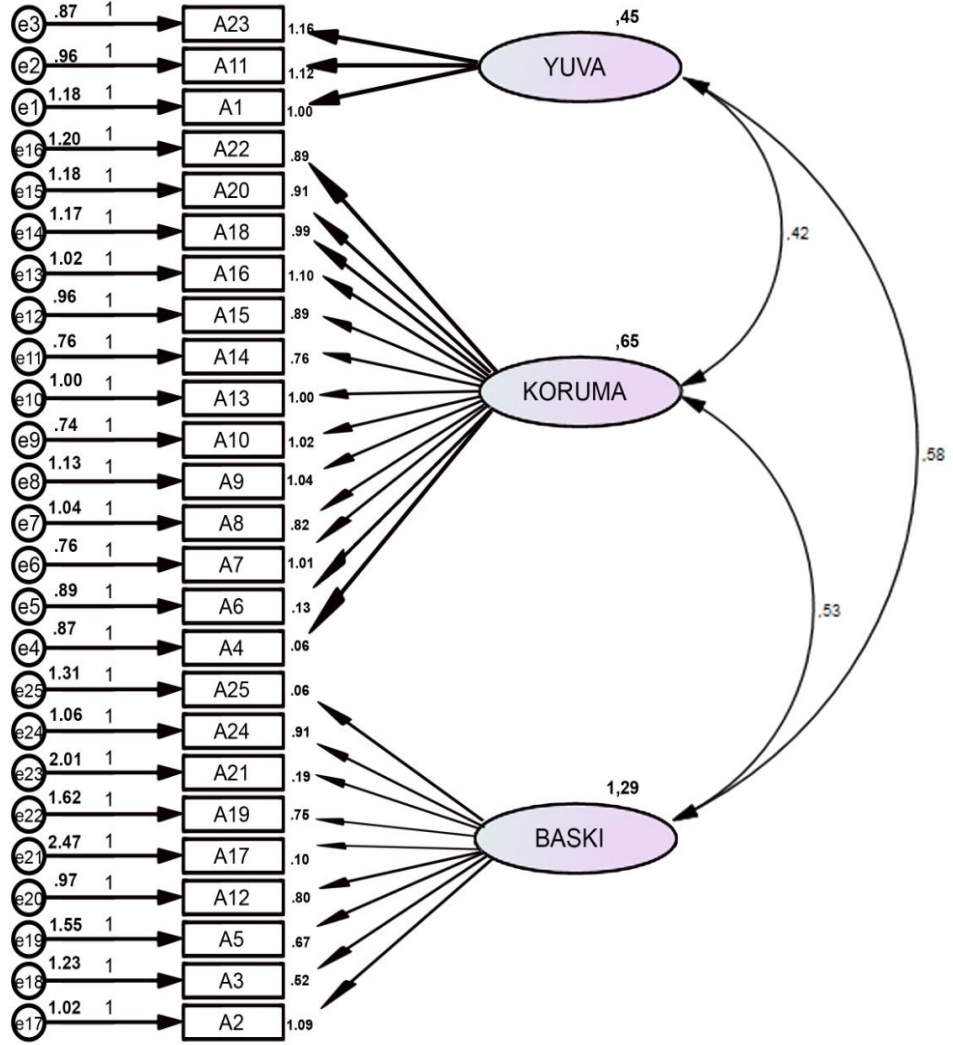 e3 .87 1 A23 1.16
e2 .96 1 A11 1.12
e1 1.18 1 A1 1.00
e16 1.20 1 A22 .89
e15 1.18 1 A20 .91
e14 1.17 1 A18 .99
e13 1.02 1 A16 1.10
e12 .96 1 A15 .89
e11 .76 1 A14 .76
e10 1.00 1 A13 1.00
e9 .74 1 A10 1.02
e8 1.13 1 A9 1.04
e7 1.04 1 A8 .82
e6 .76 1 A7 1.01
e5 .89 1 A6 .13
e4 .87 1 A4 .06
e25 1.31 1 A25 .06
e24 1.06 1 A24 .91
e23 2.01 1 A21 .19
e22 1.62 1 A19 .75
e21 2.47 1 A17 .10
e20 .97 1 A12 .80
e19 1.55 1 A5 .67
e18 1.23 1 A3 .52
e17 1.02 1 A2 1.09
,45
YUVA
,65
KORUMA
1,29
BASKI
,42
,58
,53